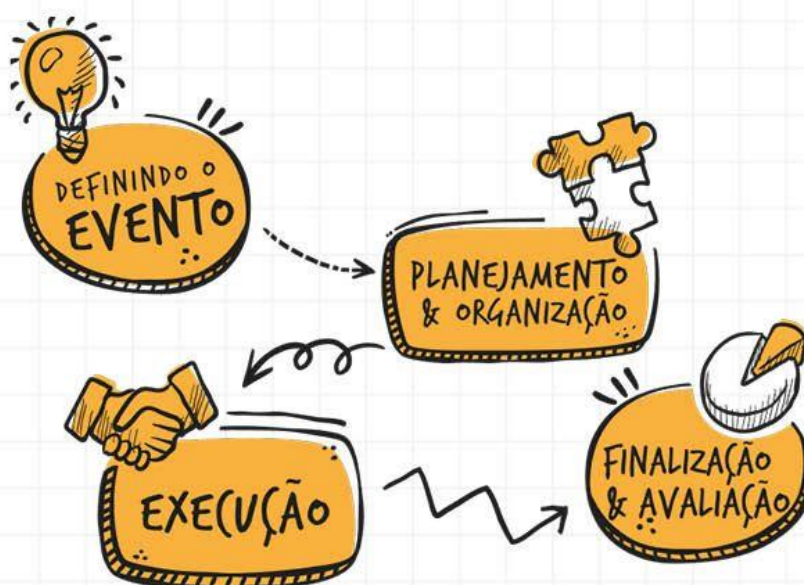 DEFININDO O
EVENTO
PLANEJAMENTO
& ORGANIZAÇÃO
EXECUÇÃO
FINALIZAÇÃO
& AVALIAÇÃO